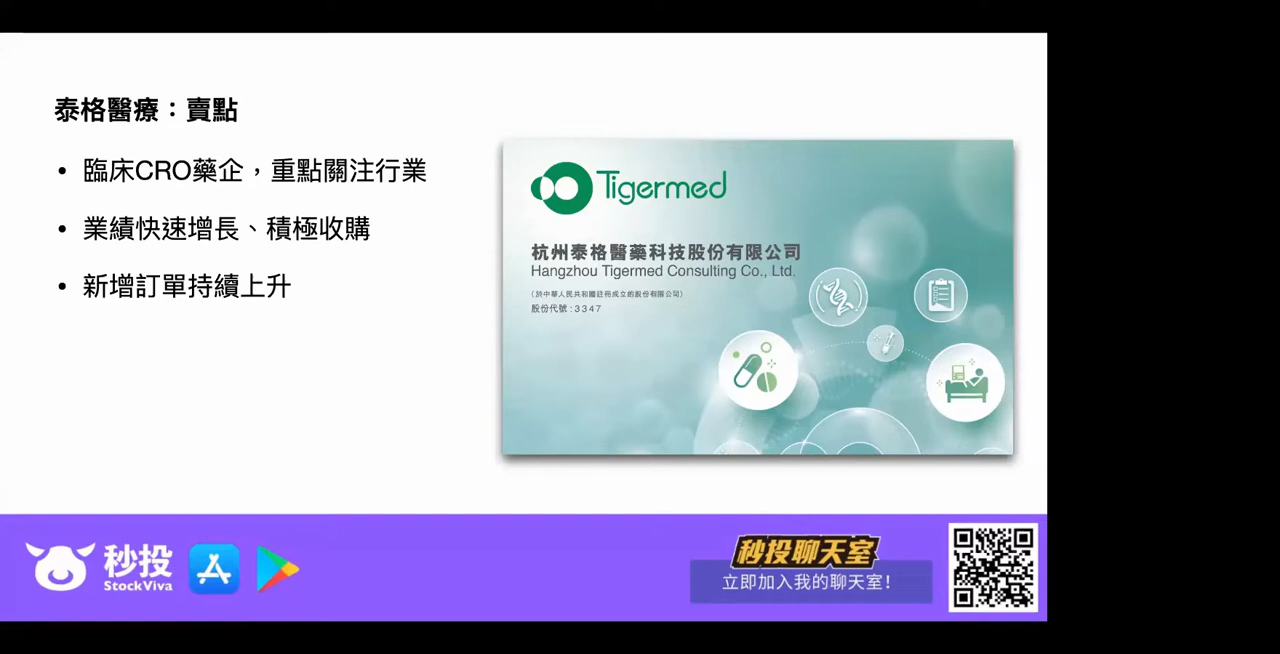 泰格醫療：賣點
• 臨床CRO藥企，重點關注行業
• 業績快速增長、積極收購
• 新增訂單持續上升
Tigermed
杭州泰格醫藥科技股份有限公司
Hangzhou Tigermed Consulting Co., Ltd.
（於中華人民共和國註冊成立的股份有限公司）
股份代號 : 3347
秒投
StockViva
秒投聊天室
立即加入我的聊天室！